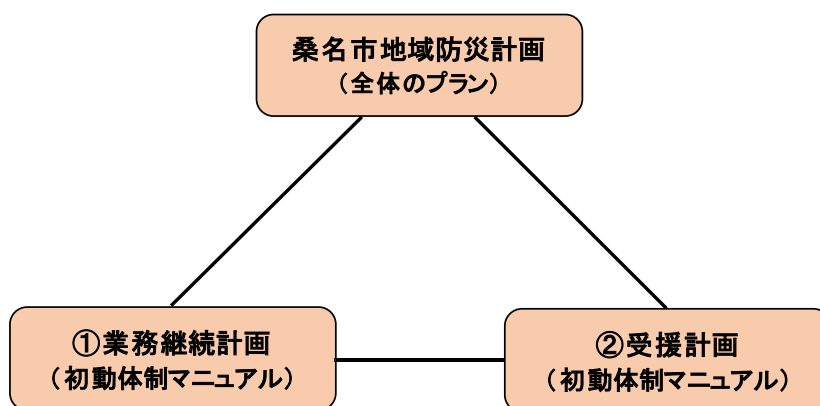 桑名市地域防災計画
（全体のプラン）
①業務継続計画
（初動体制マニュアル）
②受援計画
（初動体制マニュアル）